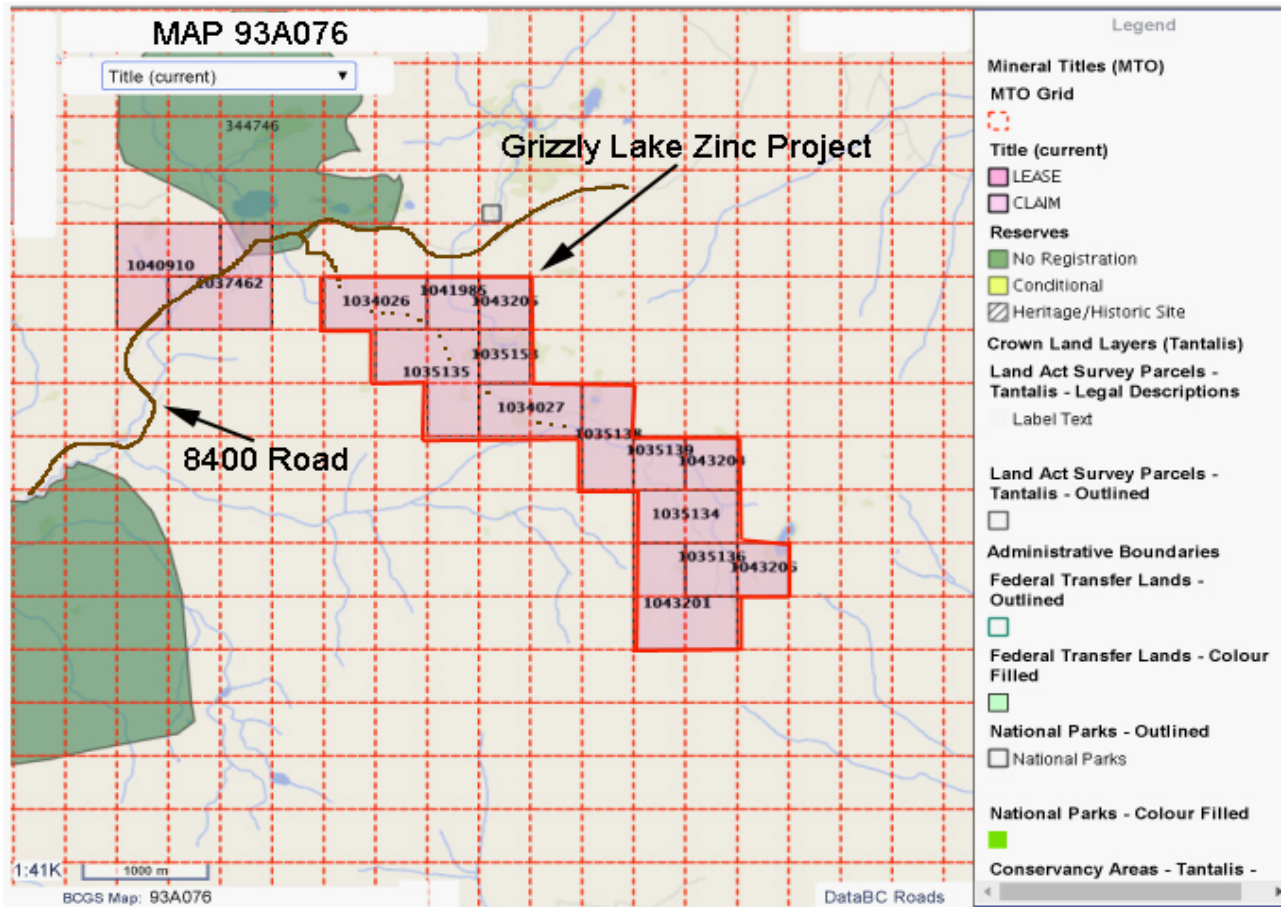 MAP 93A076
Title (current)
344746
Grizzly Lake Zinc Project
1040910
1037462
1034026
1041985
1043205
1035153
1035135
1034027
1035138
1035139
1043204
8400 Road
1035134
1035136
1043206
1043201
1:41K
1000 m
BCGS Map: 93A076
DataBC Roads
Legend
Mineral Titles (MTO)
MTO Grid
Title (current)
LEASE
CLAIM
Reserves
No Registration
Conditional
Heritage/Historic Site
Crown Land Layers (Tantalis)
Land Act Survey Parcels -
Tantalis - Legal Descriptions
Label Text
Land Act Survey Parcels -
Tantalis - Outlined
Administrative Boundaries
Federal Transfer Lands -
Outlined
Federal Transfer Lands - Colour
Filled
National Parks - Outlined
National Parks
National Parks - Colour Filled
Conservancy Areas - Tantalis -